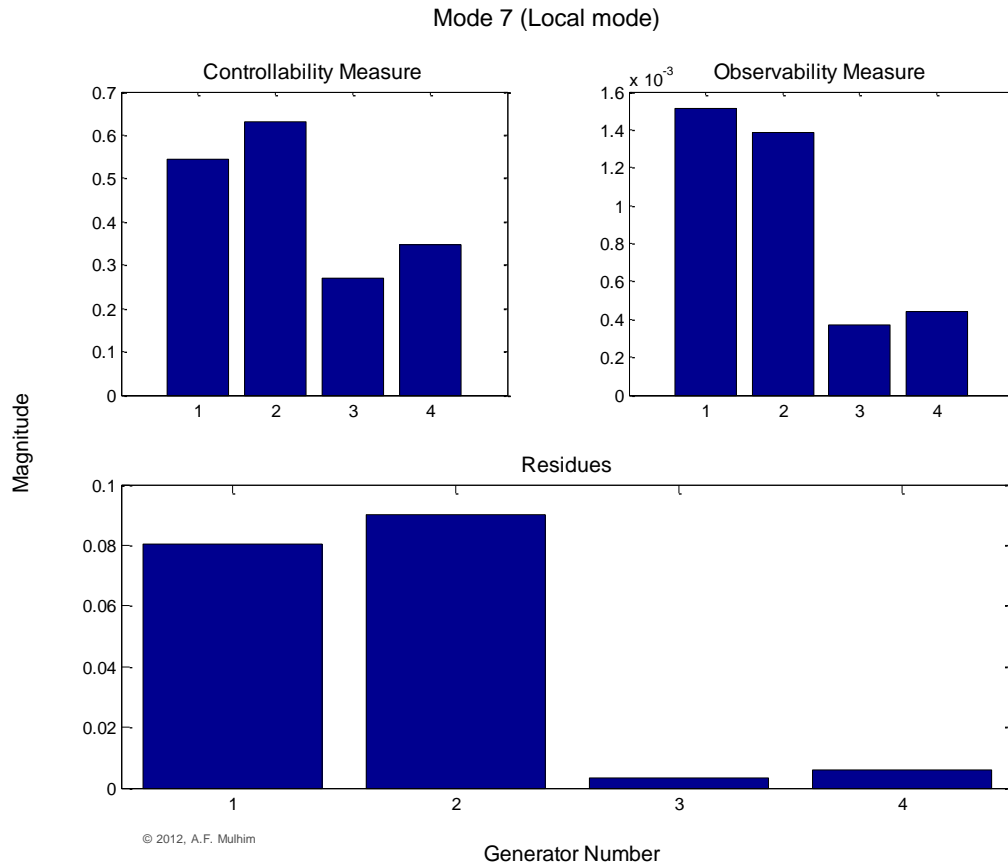 Mode 7 (Local mode)
Controllability Measure
0.7
0.6
0.5
0.4
0.3
0.2
0.1
0
1 2 3 4
Observability Measure
x 10-3
1.6
1.4
1.2
1
0.8
0.6
0.4
0.2
0
1 2 3 4
Magnitude
Residues
0.1
0.08
0.06
0.04
0.02
0
1 2 3 4
© 2012, A.F. Mulhim
Generator Number